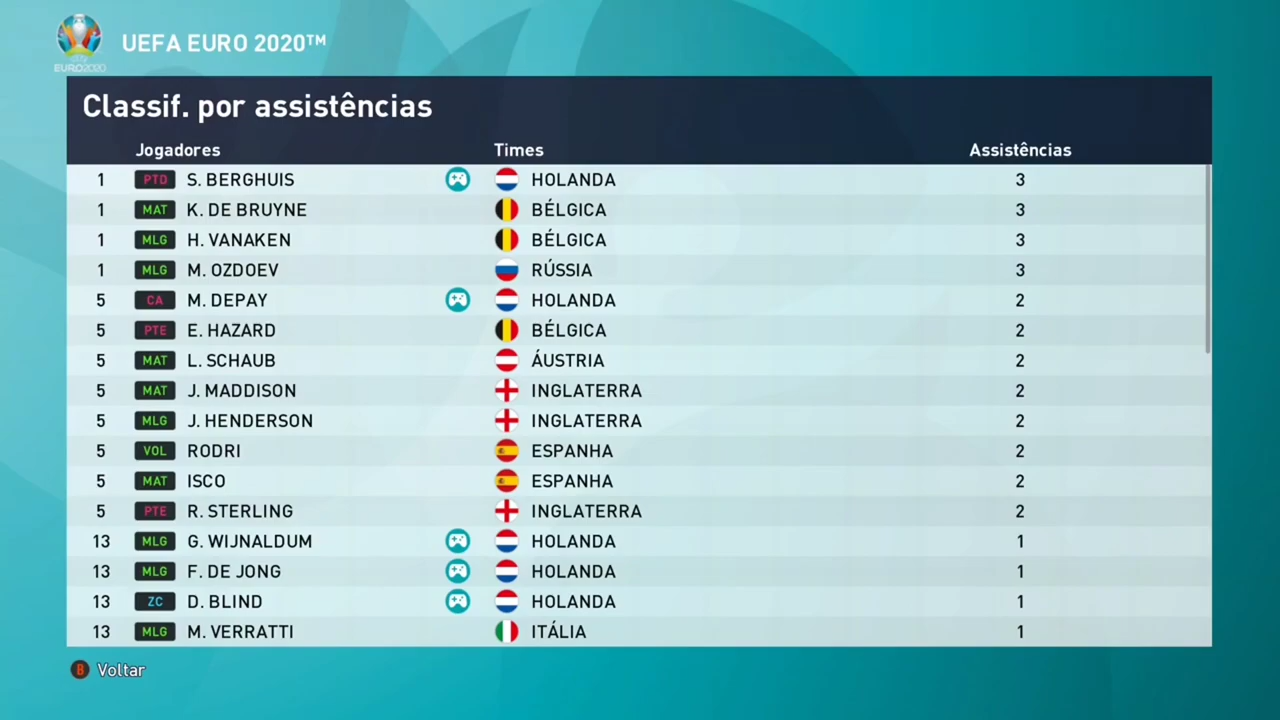 EURO2020
UEFA EURO 2020™
Classif. por assistências
Jogadores Times Assistências
1 PTD S. BERGHUIS HOLANDA 3
1 MAT K. DE BRUYNE BÉLGICA 3
1 MLG H. VANAKEN BÉLGICA 3
1 MLG M. OZDOEV RÚSSIA 3
5 CA M. DEPAY HOLANDA 2
5 PTE E. HAZARD BÉLGICA 2
5 MAT L. SCHAUB ÁUSTRIA 2
5 MAT J. MADDISON INGLATERRA 2
5 MLG J. HENDERSON INGLATERRA 2
5 VOL RODRI ESPANHA 2
5 MAT ISCO ESPANHA 2
5 PTE R. STERLING INGLATERRA 2
13 MLG G. WIJNALDUM HOLANDA 1
13 MLG F. DE JONG HOLANDA 1
13 ZC D. BLIND HOLANDA 1
13 MLG M. VERRATTI ITÁLIA 1
B Voltar